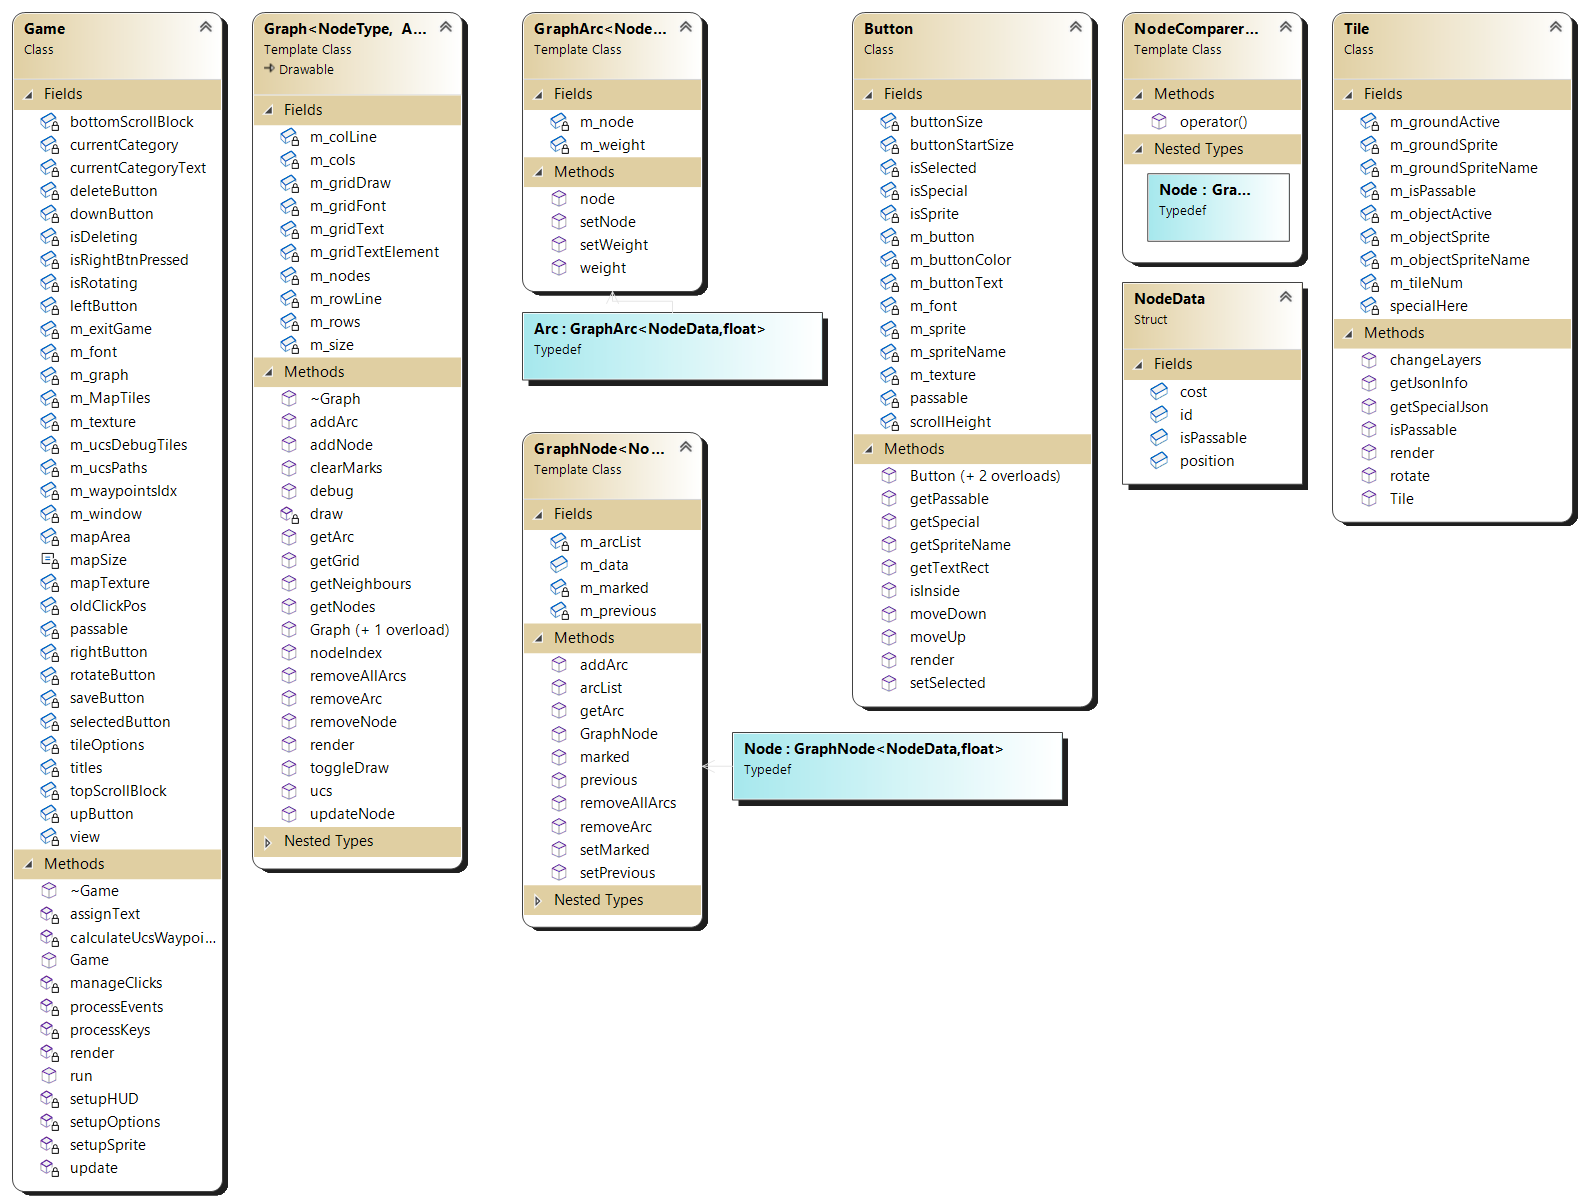 Game
Class
Fields
bottomScrollBlock
currentCategory
currentCategoryText
deleteButton
downButton
isDeleting
isRightBtnPressed
isRotating
leftButton
m_exitGame
m_font
m_graph
m_MapTiles
m_texture
m_ucsDebugTiles
m_ucsPaths
m_waypointsIdx
m_window
mapArea
mapSize
mapTexture
oldClickPos
passable
rightButton
rotateButton
saveButton
selectedButton
tileOptions
titles
topScrollBlock
upButton
view
Methods
~Game
assignText
calculateUcsWaypoi...
Game
manageClicks
processEvents
processKeys
render
run
setupHUD
setupOptions
setupSprite
update
Graph<NodeType, A...
Template Class
Drawable
Fields
m_colLine
m_cols
m_gridDraw
m_gridFont
m_gridText
m_gridTextElement
m_nodes
m_rowLine
m_rows
m_size
Methods
~Graph
addArc
addNode
clearMarks
debug
draw
getArc
getGrid
getNeighbours
getNodes
Graph (+ 1 overload)
nodeIndex
removeAllArcs
removeArc
removeNode
render
toggleDraw
ucs
updateNode
Nested Types
GraphArc<Node...
Template Class
Fields
m_node
m_weight
Methods
node
setNode
setWeight
weight
Arc : GraphArc<NodeData,float>
Typedef
GraphNode<No...
Template Class
Fields
m_arcList
m_data
m_marked
m_previous
Methods
addArc
arcList
getArc
GraphNode
marked
previous
removeAllArcs
removeArc
setMarked
setPrevious
Nested Types
Node : GraphNode<NodeData,float>
Typedef
Button
Class
Fields
buttonSize
buttonStartSize
isSelected
isSpecial
isSprite
m_button
m_buttonColor
m_buttonText
m_font
m_sprite
m_spriteName
m_texture
passable
scrollHeight
Methods
Button (+ 2 overloads)
getPassable
getSpecial
getSpriteName
getTextRect
isInside
moveDown
moveUp
render
setSelected
NodeComparer...
Template Class
Methods
operator()
Nested Types
Node : Gra...
Typedef
NodeData
Struct
Fields
cost
id
isPassable
position
Tile
Class
Fields
m_groundActive
m_groundSprite
m_groundSpriteName
m_isPassable
m_objectActive
m_objectSprite
m_objectSpriteName
m_tileNum
specialHere
Methods
changeLayers
getJsonInfo
getSpecialJson
isPassable
render
rotate
Tile